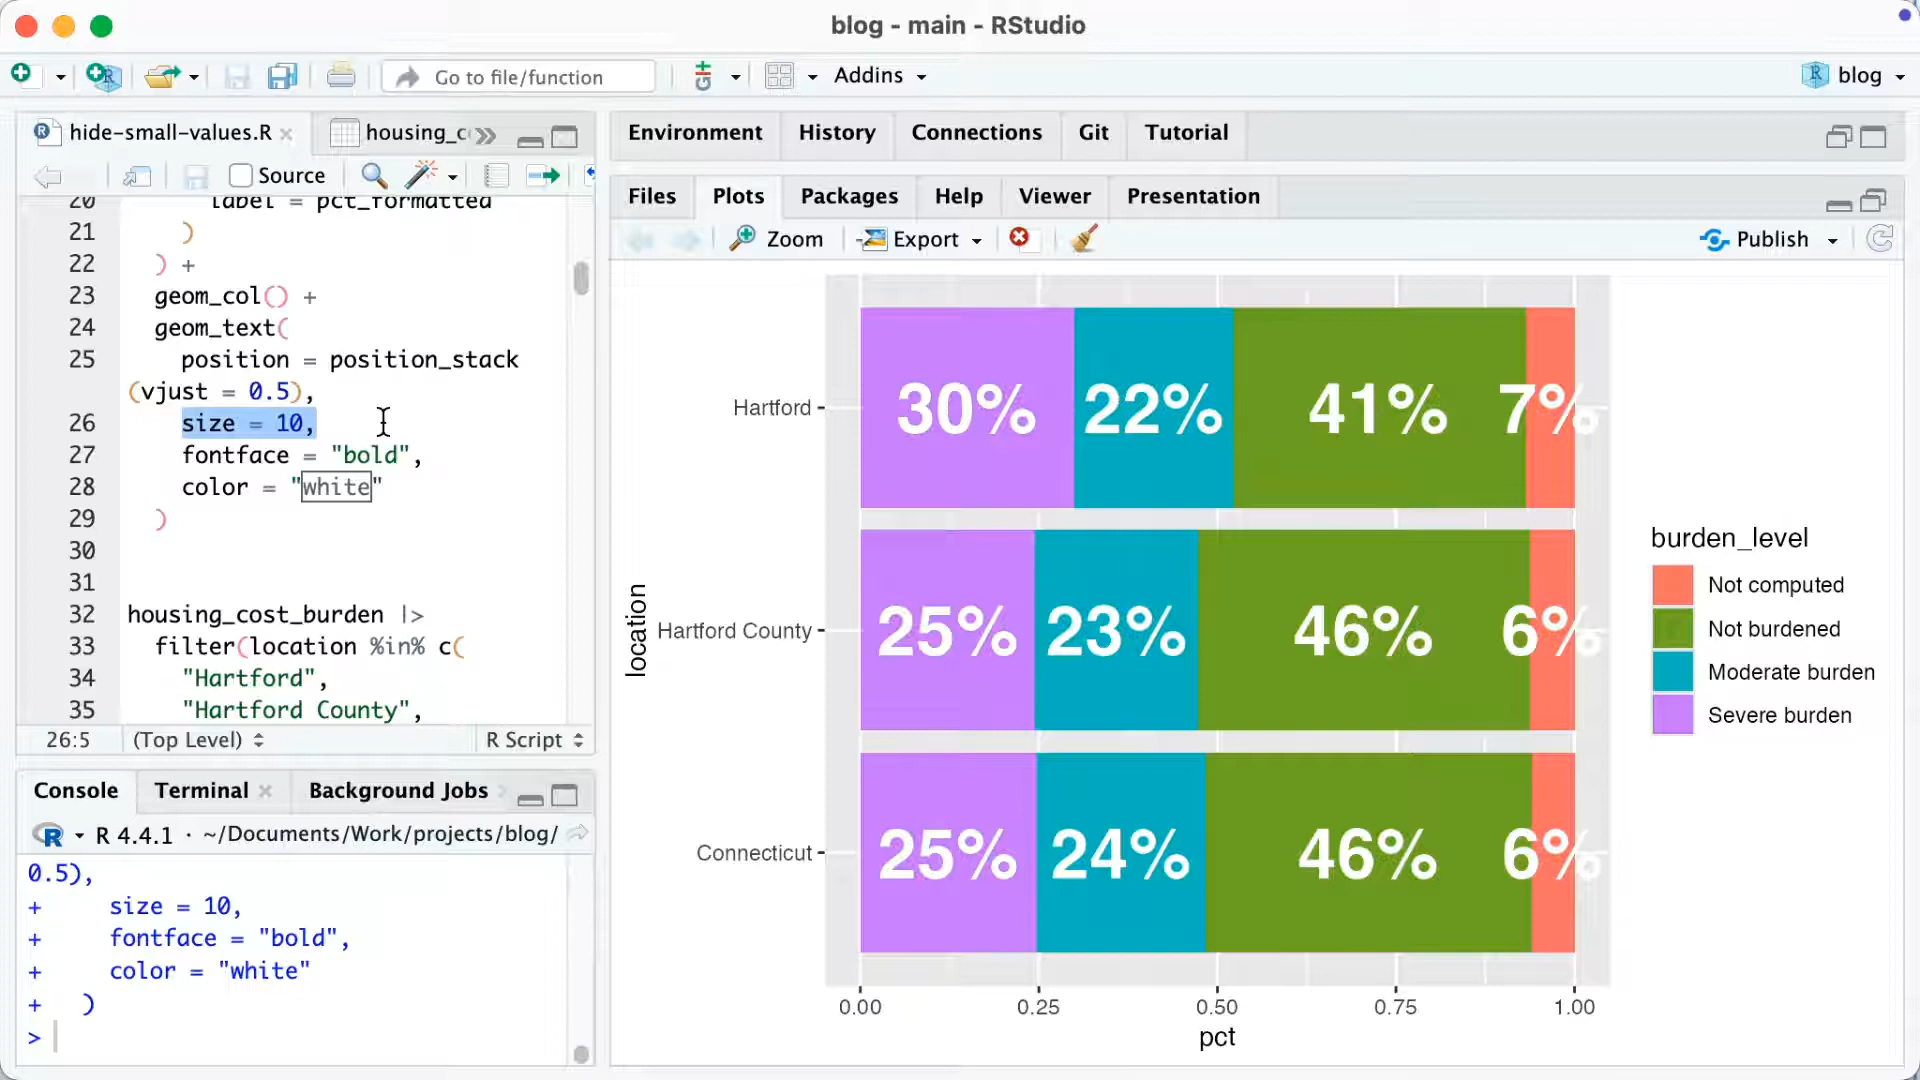 blog - main - RStudio
Go to file/function
Addins
blog
hide-small-values.R
housing_c
Source
20 label = pct_formatted
21 )
22 ) +
23 geom_col() +
24 geom_text(
25 position = position_stack
(vjust = 0.5),
26 size = 10,
27 fontface = "bold",
28 color = "white"
29 )
30
31
32 housing_cost_burden |>
33 filter(location %in% c(
34 "Hartford",
35 "Hartford County",
26:5 (Top Level) R Script
Console Terminal Background Jobs
R 4.4.1 · ~/Documents/Work/projects/blog/
0.5),
+ size = 10,
+ fontface = "bold",
+ color = "white"
+ )
>
Environment History Connections Git Tutorial
Files Plots Packages Help Viewer Presentation
Zoom Export Publish
Hartford 30% 22% 41% 7%
Hartford County 25% 23% 46% 6%
Connecticut 25% 24% 46% 6%
location
0.00 0.25 0.50 0.75 1.00
pct
burden_level
Not computed
Not burdened
Moderate burden
Severe burden